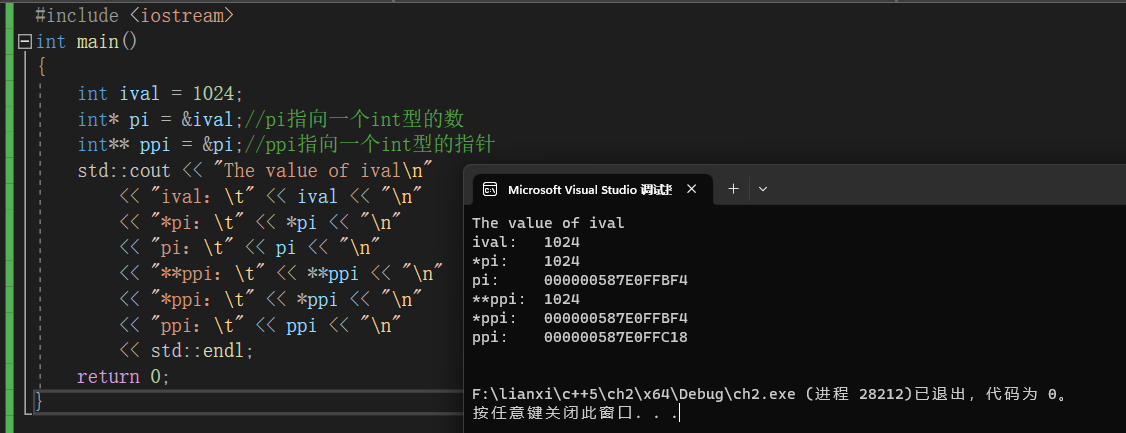 #include <iostream>
int main()
{
    int ival = 1024;
    int* pi = &ival;//pi指向一个int型的数
    int** ppi = &pi;//ppi指向一个int型的指针
    std::cout << "The value of ival\n"
        << "ival：\t" << ival << "\n"
        << "*pi：\t" << *pi << "\n"
        << "pi：\t" << pi << "\n"
        << "**ppi：\t" << **ppi << "\n"
        << "*ppi：\t" << *ppi << "\n"
        << "ppi：\t" << ppi << "\n"
        << std::endl;
    return 0;
}
Microsoft Visual Studio 调试
The value of ival
ival：  1024
*pi：   1024
pi：    000000587E0FFBF4
**ppi： 1024
*ppi：  000000587E0FFBF4
ppi：   000000587E0FFC18
F:\lianxi\c++5\ch2\x64\Debug\ch2.exe (进程 28212)已退出，代码为 0。
按任意键关闭此窗口. . .